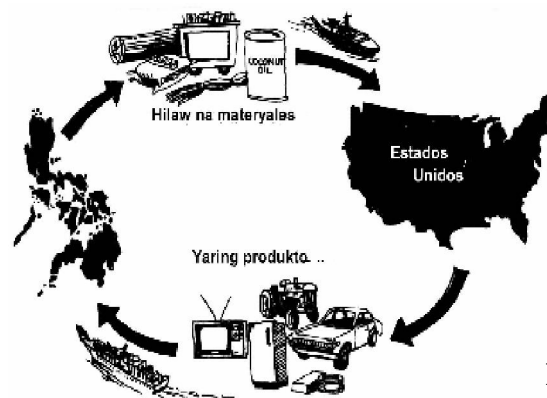 COCONUT
OIL
Hilaw na materyales
Estados
Unidos
Yaring produkto...